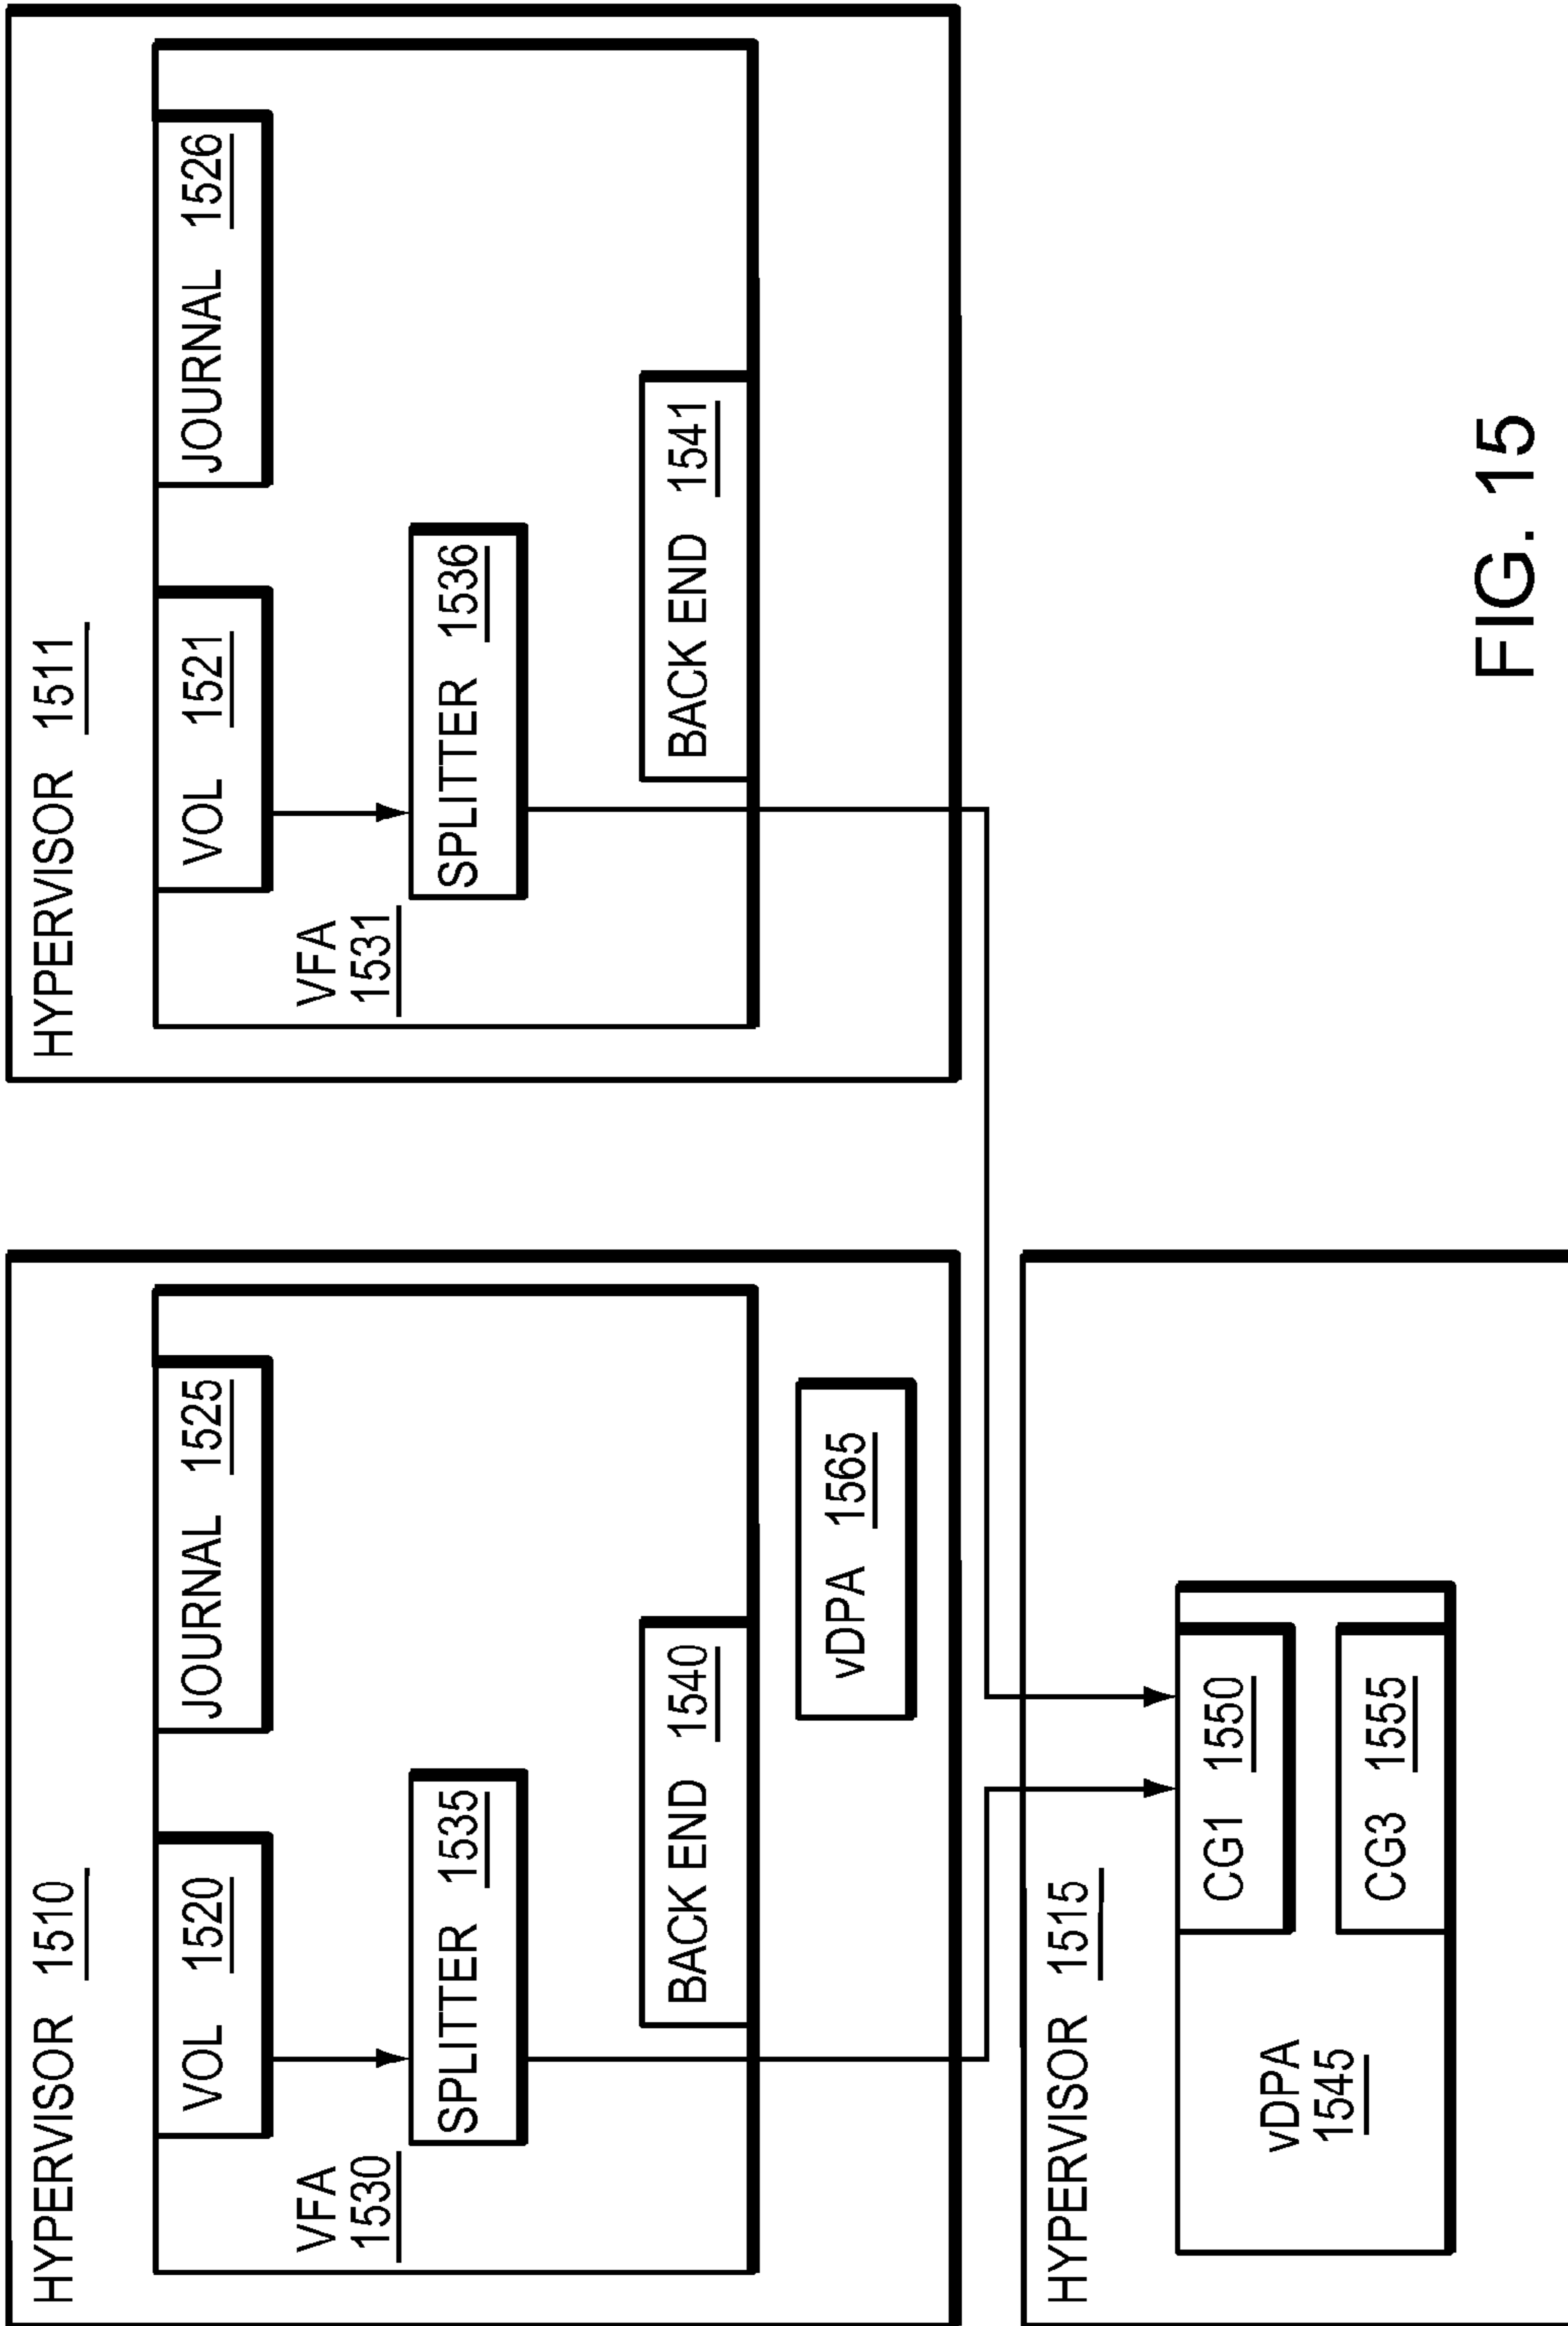 HYPERVISOR 1510
VOL 1520
JOURNAL 1525
VFA
1530
SPLITTER 1535
BACK END 1540
vDPA 1565
HYPERVISOR 1511
VOL 1521
JOURNAL 1526
VFA
1531
SPLITTER 1536
BACK END 1541
HYPERVISOR 1515
vDPA
1545
CG1 1550
CG3 1555
FIG. 15